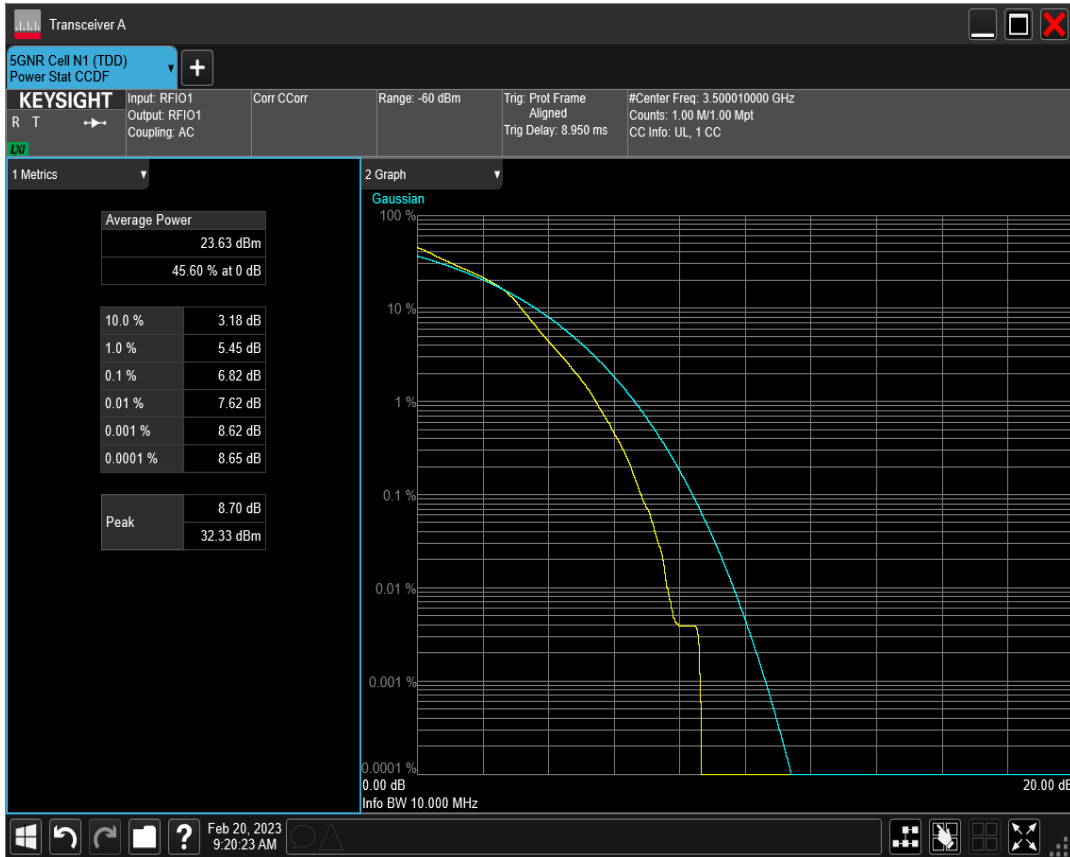 Transceiver A
5GNR Cell N1 (TDD)
Power Stat CCDF
+
KEYSIGHT
R T
LXI
Input: RFIO1
Output: RFIO1
Coupling: AC
Corr CCorr
Range: -60 dBm
Trig: Prot Frame
Aligned
Trig Delay: 8.950 ms
#Center Freq: 3.500010000 GHz
Counts: 1.00 M/1.00 Mpt
CC Info: UL, 1 CC
1 Metrics
Average Power
23.63 dBm
45.60 % at 0 dB
10.0 % 3.18 dB
1.0 % 5.45 dB
0.1 % 6.82 dB
0.01 % 7.62 dB
0.001 % 8.62 dB
0.0001 % 8.65 dB
Peak
8.70 dB
32.33 dBm
2 Graph
Gaussian
100 %
10 %
1 %
0.1 %
0.01 %
0.001 %
0.0001 %
0.00 dB 20.00 dB
Info BW 10.000 MHz
?
Feb 20, 2023
9:20:23 AM